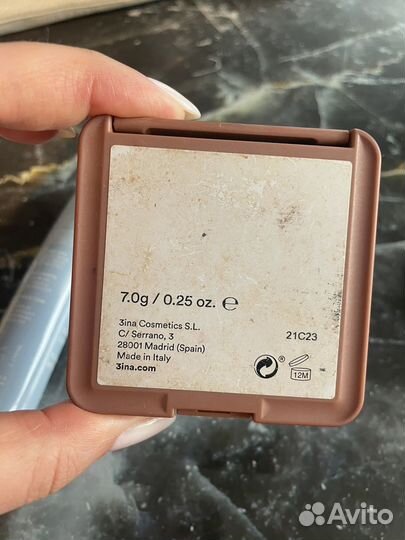 7.0g / 0.25 oz. ℮
3ina Cosmetics S.L.
C/ Serrano, 3
28001 Madrid (Spain)
Made in Italy
3ina.com
21C23
®
12M
Avito